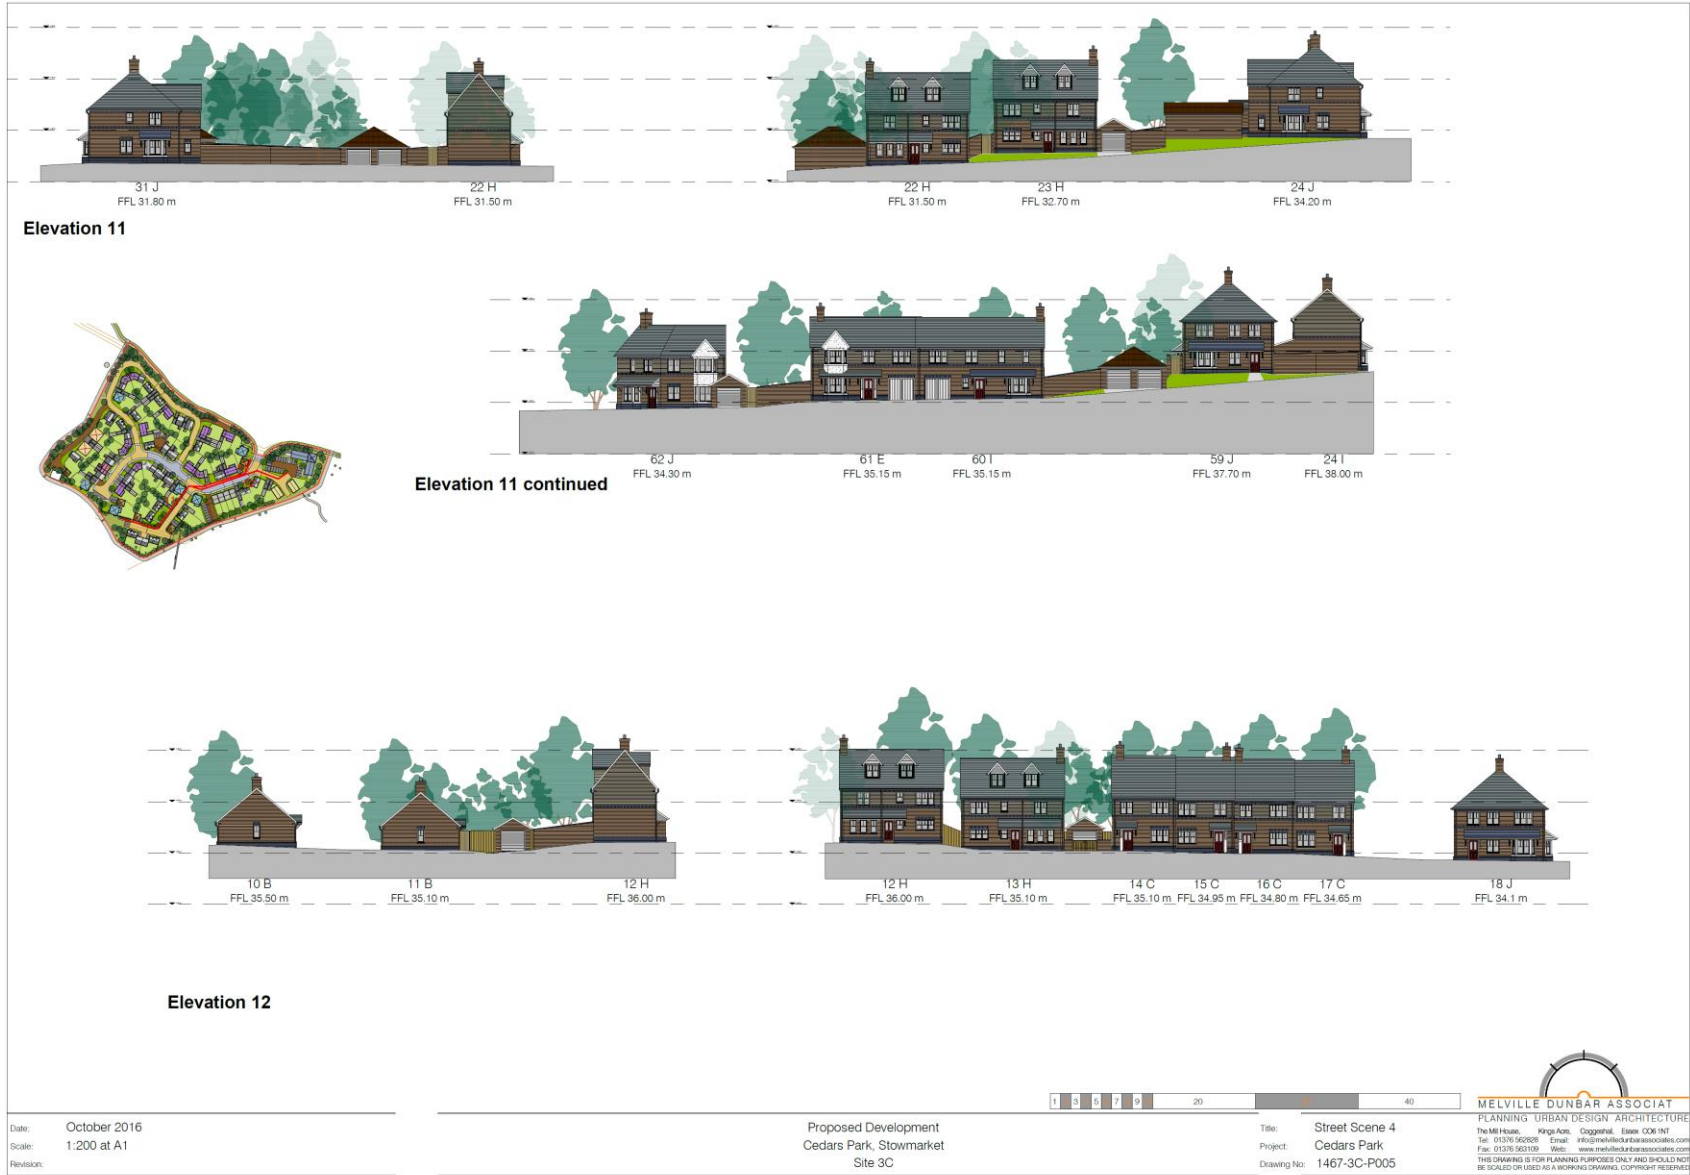 31 J
FFL 31.80 m
22 H
FFL 31.50 m
22 H
FFL 31.50 m
23 H
FFL 32.70 m
24 J
FFL 34.20 m
Elevation 11
62 J
FFL 34.30 m
61 E
FFL 35.15 m
60 I
FFL 35.15 m
59 J
FFL 37.70 m
24 I
FFL 38.00 m
Elevation 11 continued
10 B
FFL 35.50 m
11 B
FFL 35.10 m
12 H
FFL 36.00 m
12 H
FFL 36.00 m
13 H
FFL 35.10 m
14 C
FFL 35.10 m
15 C
FFL 34.95 m
16 C
FFL 34.80 m
17 C
FFL 34.65 m
18 J
FFL 34.1 m
Elevation 12
1 3 5 7 9 20 40
Date: October 2016
Scale: 1:200 at A1
Revision:
Proposed Development
Cedars Park, Stowmarket
Site 3C
Title: Street Scene 4
Project: Cedars Park
Drawing No: 1467-3C-P005
MELVILLE DUNBAR ASSOCIAT
PLANNING URBAN DESIGN ARCHITECTURE
The Mill House, Kings Acre, Coggeshall, Essex CO6 1NT
Tel: 01376 562828 Email: info@melvilledunbarassociates.com
Fax: 01376 563109 Web: www.melvilledunbarassociates.com
THIS DRAWING IS FOR PLANNING PURPOSES ONLY AND SHOULD NOT
BE SCALED OR USED AS A WORKING DRAWING. COPYRIGHT RESERVED